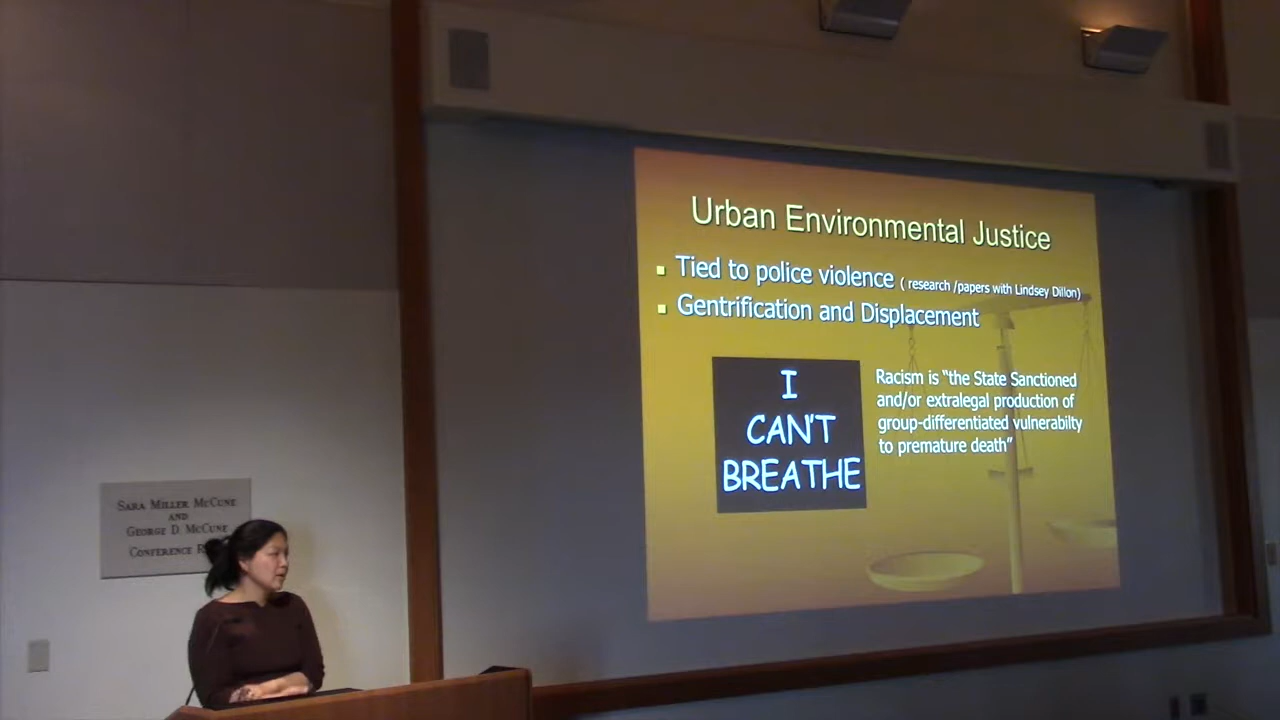 Urban Environmental Justice
Tied to police violence ( research /papers with Lindsey Dillon)
Gentrification and Displacement
I
CAN'T
BREATHE
Racism is “the State Sanctioned
and/or extralegal production of
group-differentiated vulnerabilty
to premature death”
SARA MILLER MCCUNE
AND
GEORGE D. MCCUNE
CONFERENCE